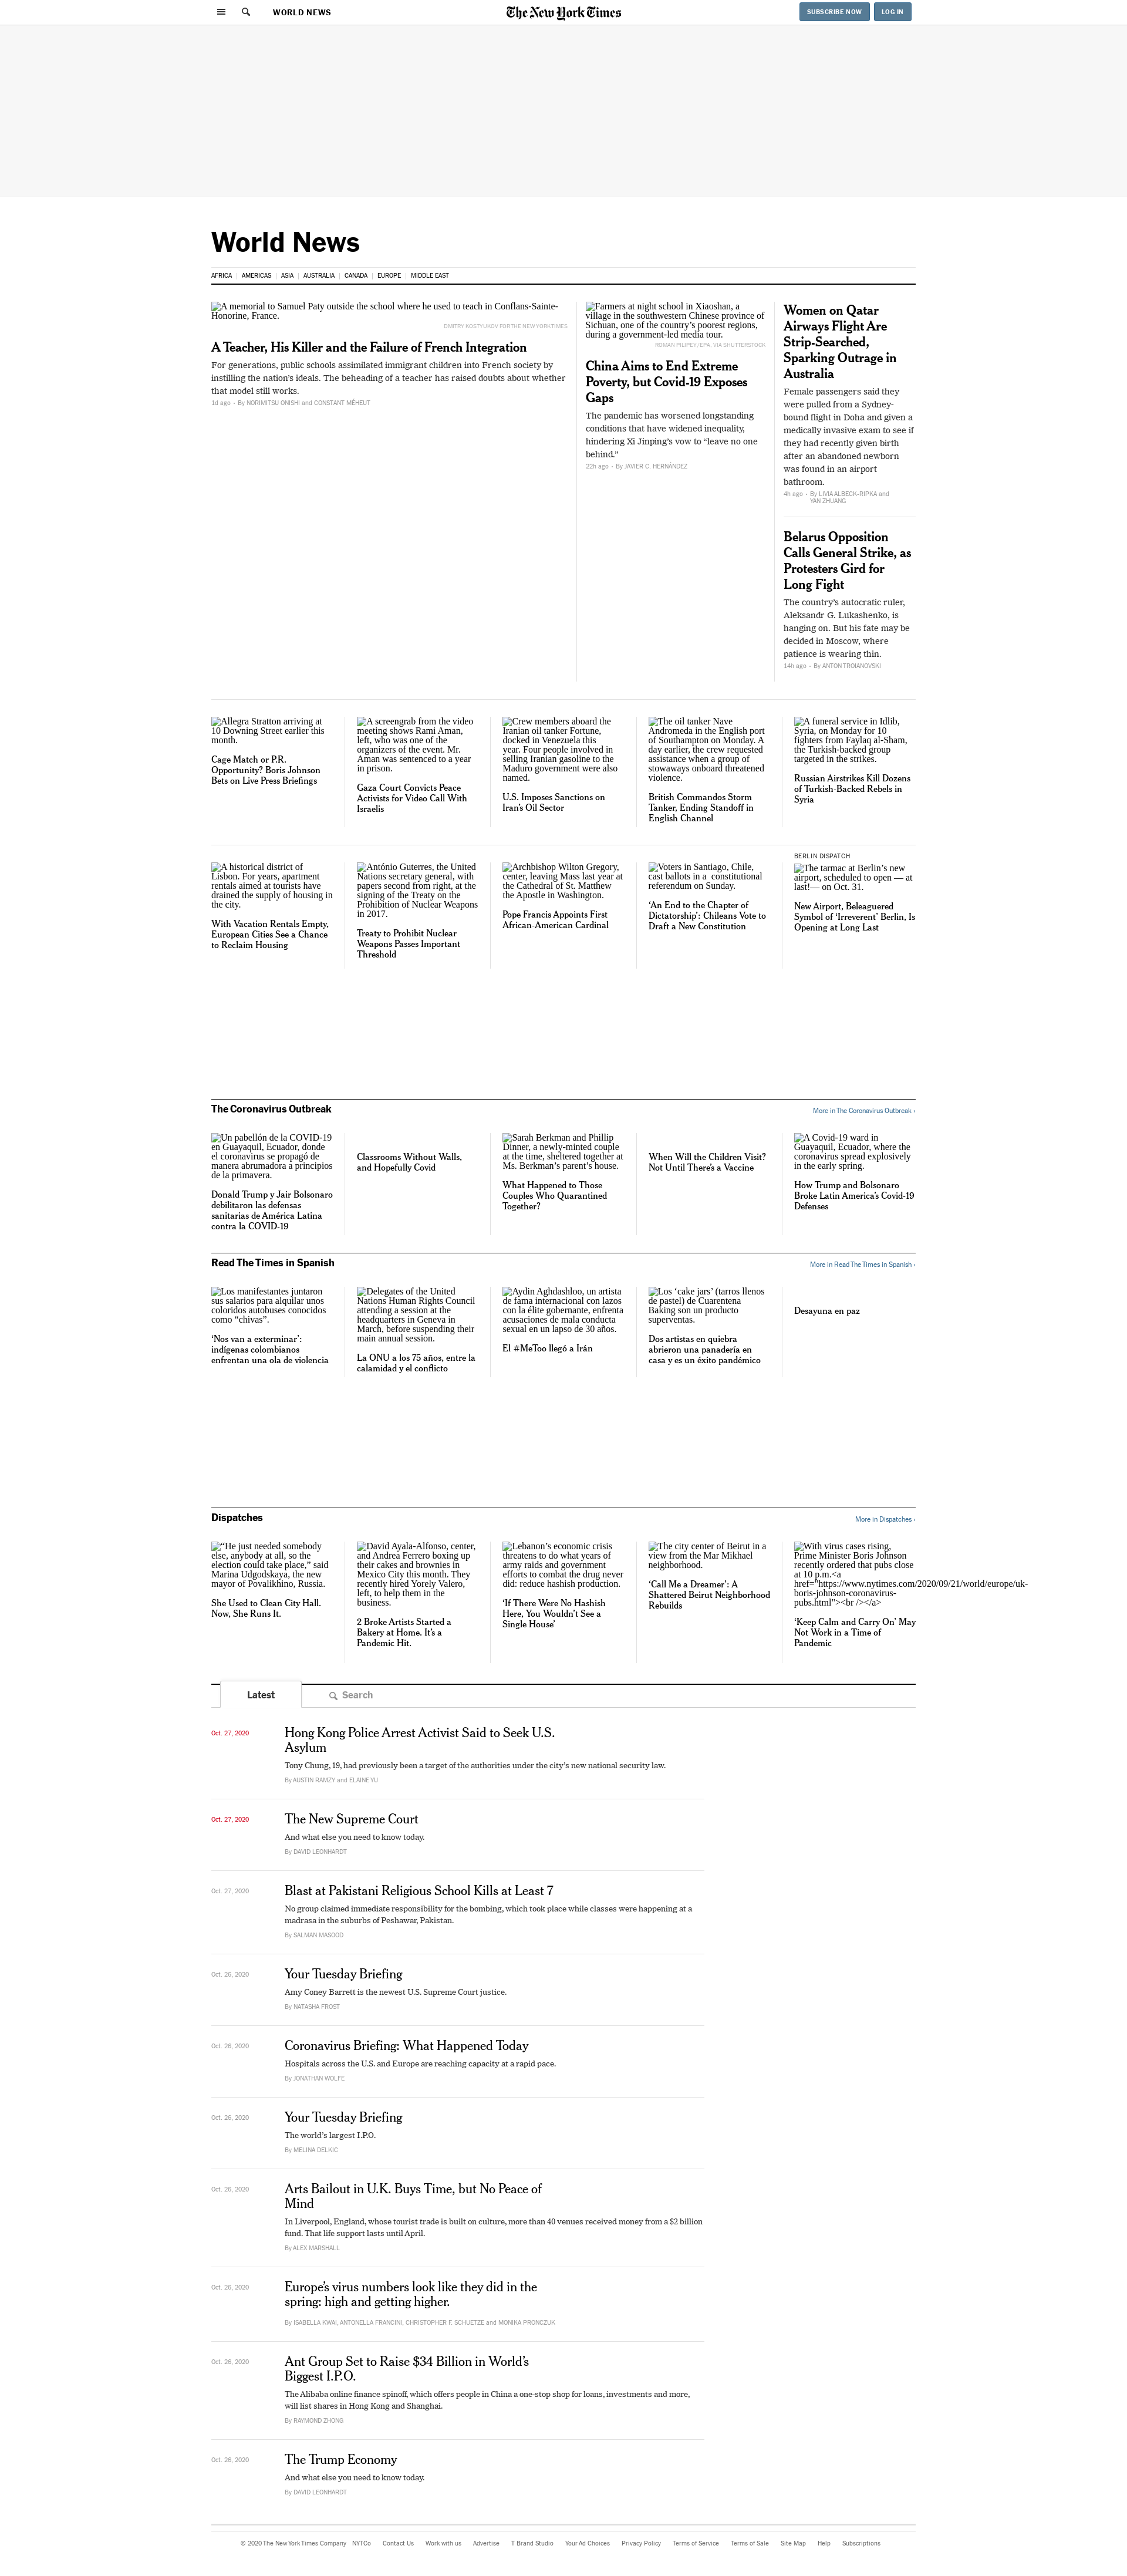 WORLD NEWS
The New York Times
SUBSCRIBE NOW
LOG IN
World News
AFRICA
AMERICAS
ASIA
AUSTRALIA
CANADA
EUROPE
MIDDLE EAST
A memorial to Samuel Paty outside the school where he used to teach in Conflans-Sainte-
Honorine, France.
DMITRY KOSTYUKOV FOR THE NEW YORK TIMES
A Teacher, His Killer and the Failure of French Integration
For generations, public schools assimilated immigrant children into French society by
instilling the nation’s ideals. The beheading of a teacher has raised doubts about whether
that model still works.
1d ago - By NORIMITSU ONISHI and CONSTANT MÉHEUT
Farmers at night school in Xiaoshan, a
village in the southwestern Chinese province of
Sichuan, one of the country’s poorest regions,
during a government-led media tour.
ROMAN PILIPEY/EPA, VIA SHUTTERSTOCK
China Aims to End Extreme
Poverty, but Covid-19 Exposes
Gaps
The pandemic has worsened longstanding
conditions that have widened inequality,
hindering Xi Jinping’s vow to “leave no one
behind.”
22h ago - By JAVIER C. HERNÁNDEZ
Women on Qatar
Airways Flight Are
Strip-Searched,
Sparking Outrage in
Australia
Female passengers said they
were pulled from a Sydney-
bound flight in Doha and given a
medically invasive exam to see if
they had recently given birth
after an abandoned newborn
was found in an airport
bathroom.
4h ago - By LIVIA ALBECK-RIPKA and
YAN ZHUANG
Belarus Opposition
Calls General Strike, as
Protesters Gird for
Long Fight
The country’s autocratic ruler,
Aleksandr G. Lukashenko, is
hanging on. But his fate may be
decided in Moscow, where
patience is wearing thin.
14h ago - By ANTON TROIANOVSKI
Allegra Stratton arriving at
10 Downing Street earlier this
month.
Cage Match or P.R.
Opportunity? Boris Johnson
Bets on Live Press Briefings
A screengrab from the video
meeting shows Rami Aman,
left, who was one of the
organizers of the event. Mr.
Aman was sentenced to a year
in prison.
Gaza Court Convicts Peace
Activists for Video Call With
Israelis
Crew members aboard the
Iranian oil tanker Fortune,
docked in Venezuela this
year. Four people involved in
selling Iranian gasoline to the
Maduro government were also
named.
U.S. Imposes Sanctions on
Iran’s Oil Sector
The oil tanker Nave
Andromeda in the English port
of Southampton on Monday. A
day earlier, the crew requested
assistance when a group of
stowaways onboard threatened
violence.
British Commandos Storm
Tanker, Ending Standoff in
English Channel
A funeral service in Idlib,
Syria, on Monday for 10
fighters from Faylaq al-Sham,
the Turkish-backed group
targeted in the strikes.
Russian Airstrikes Kill Dozens
of Turkish-Backed Rebels in
Syria
A historical district of
Lisbon. For years, apartment
rentals aimed at tourists have
drained the supply of housing in
the city.
With Vacation Rentals Empty,
European Cities See a Chance
to Reclaim Housing
António Guterres, the United
Nations secretary general, with
papers second from right, at the
signing of the Treaty on the
Prohibition of Nuclear Weapons
in 2017.
Treaty to Prohibit Nuclear
Weapons Passes Important
Threshold
Archbishop Wilton Gregory,
center, leaving Mass last year at
the Cathedral of St. Matthew
the Apostle in Washington.
Pope Francis Appoints First
African-American Cardinal
Voters in Santiago, Chile,
cast ballots in a constitutional
referendum on Sunday.
‘An End to the Chapter of
Dictatorship’: Chileans Vote to
Draft a New Constitution
BERLIN DISPATCH
The tarmac at Berlin’s new
airport, scheduled to open — at
last!— on Oct. 31.
New Airport, Beleaguered
Symbol of ‘Irreverent’ Berlin, Is
Opening at Long Last
The Coronavirus Outbreak
More in The Coronavirus Outbreak ›
Un pabellón de la COVID-19
en Guayaquil, Ecuador, donde
el coronavirus se propagó de
manera abrumadora a principios
de la primavera.
Donald Trump y Jair Bolsonaro
debilitaron las defensas
sanitarias de América Latina
contra la COVID-19
Classrooms Without Walls,
and Hopefully Covid
Sarah Berkman and Phillip
Dinner, a newly-minted couple
at the time, sheltered together at
Ms. Berkman’s parent’s house.
What Happened to Those
Couples Who Quarantined
Together?
When Will the Children Visit?
Not Until There’s a Vaccine
A Covid-19 ward in
Guayaquil, Ecuador, where the
coronavirus spread explosively
in the early spring.
How Trump and Bolsonaro
Broke Latin America’s Covid-19
Defenses
Read The Times in Spanish
More in Read The Times in Spanish ›
Los manifestantes juntaron
sus salarios para alquilar unos
coloridos autobuses conocidos
como “chivas”.
‘Nos van a exterminar’:
indígenas colombianos
enfrentan una ola de violencia
Delegates of the United
Nations Human Rights Council
attending a session at the
headquarters in Geneva in
March, before suspending their
main annual session.
La ONU a los 75 años, entre la
calamidad y el conflicto
Aydin Aghdashloo, un artista
de fama internacional con lazos
con la élite gobernante, enfrenta
acusaciones de mala conducta
sexual en un lapso de 30 años.
El #MeToo llegó a Irán
Los ‘cake jars’ (tarros llenos
de pastel) de Cuarentena
Baking son un producto
superventas.
Dos artistas en quiebra
abrieron una panadería en
casa y es un éxito pandémico
Desayuna en paz
Dispatches
More in Dispatches ›
“He just needed somebody
else, anybody at all, so the
election could take place,” said
Marina Udgodskaya, the new
mayor of Povalikhino, Russia.
She Used to Clean City Hall.
Now, She Runs It.
David Ayala-Alfonso, center,
and Andrea Ferrero boxing up
their cakes and brownies in
Mexico City this month. They
recently hired Yorely Valero,
left, to help them in the
business.
2 Broke Artists Started a
Bakery at Home. It’s a
Pandemic Hit.
Lebanon’s economic crisis
threatens to do what years of
army raids and government
efforts to combat the drug never
did: reduce hashish production.
‘If There Were No Hashish
Here, You Wouldn’t See a
Single House’
The city center of Beirut in a
view from the Mar Mikhael
neighborhood.
‘Call Me a Dreamer’: A
Shattered Beirut Neighborhood
Rebuilds
With virus cases rising,
Prime Minister Boris Johnson
recently ordered that pubs close
at 10 p.m.<a
href="https://www.nytimes.com/2020/09/21/world/europe/uk-
boris-johnson-coronavirus-
pubs.html"><br /></a>
‘Keep Calm and Carry On’ May
Not Work in a Time of
Pandemic
Latest
Search
Oct. 27, 2020
Hong Kong Police Arrest Activist Said to Seek U.S.
Asylum
Tony Chung, 19, had previously been a target of the authorities under the city’s new national security law.
By AUSTIN RAMZY and ELAINE YU
Oct. 27, 2020
The New Supreme Court
And what else you need to know today.
By DAVID LEONHARDT
Oct. 27, 2020
Blast at Pakistani Religious School Kills at Least 7
No group claimed immediate responsibility for the bombing, which took place while classes were happening at a
madrasa in the suburbs of Peshawar, Pakistan.
By SALMAN MASOOD
Oct. 26, 2020
Your Tuesday Briefing
Amy Coney Barrett is the newest U.S. Supreme Court justice.
By NATASHA FROST
Oct. 26, 2020
Coronavirus Briefing: What Happened Today
Hospitals across the U.S. and Europe are reaching capacity at a rapid pace.
By JONATHAN WOLFE
Oct. 26, 2020
Your Tuesday Briefing
The world’s largest I.P.O.
By MELINA DELKIC
Oct. 26, 2020
Arts Bailout in U.K. Buys Time, but No Peace of
Mind
In Liverpool, England, whose tourist trade is built on culture, more than 40 venues received money from a $2 billion
fund. That life support lasts until April.
By ALEX MARSHALL
Oct. 26, 2020
Europe’s virus numbers look like they did in the
spring: high and getting higher.
By ISABELLA KWAI, ANTONELLA FRANCINI, CHRISTOPHER F. SCHUETZE and MONIKA PRONCZUK
Oct. 26, 2020
Ant Group Set to Raise $34 Billion in World’s
Biggest I.P.O.
The Alibaba online finance spinoff, which offers people in China a one-stop shop for loans, investments and more,
will list shares in Hong Kong and Shanghai.
By RAYMOND ZHONG
Oct. 26, 2020
The Trump Economy
And what else you need to know today.
By DAVID LEONHARDT
© 2020 The New York Times Company
NYTCo
Contact Us
Work with us
Advertise
T Brand Studio
Your Ad Choices
Privacy Policy
Terms of Service
Terms of Sale
Site Map
Help
Subscriptions